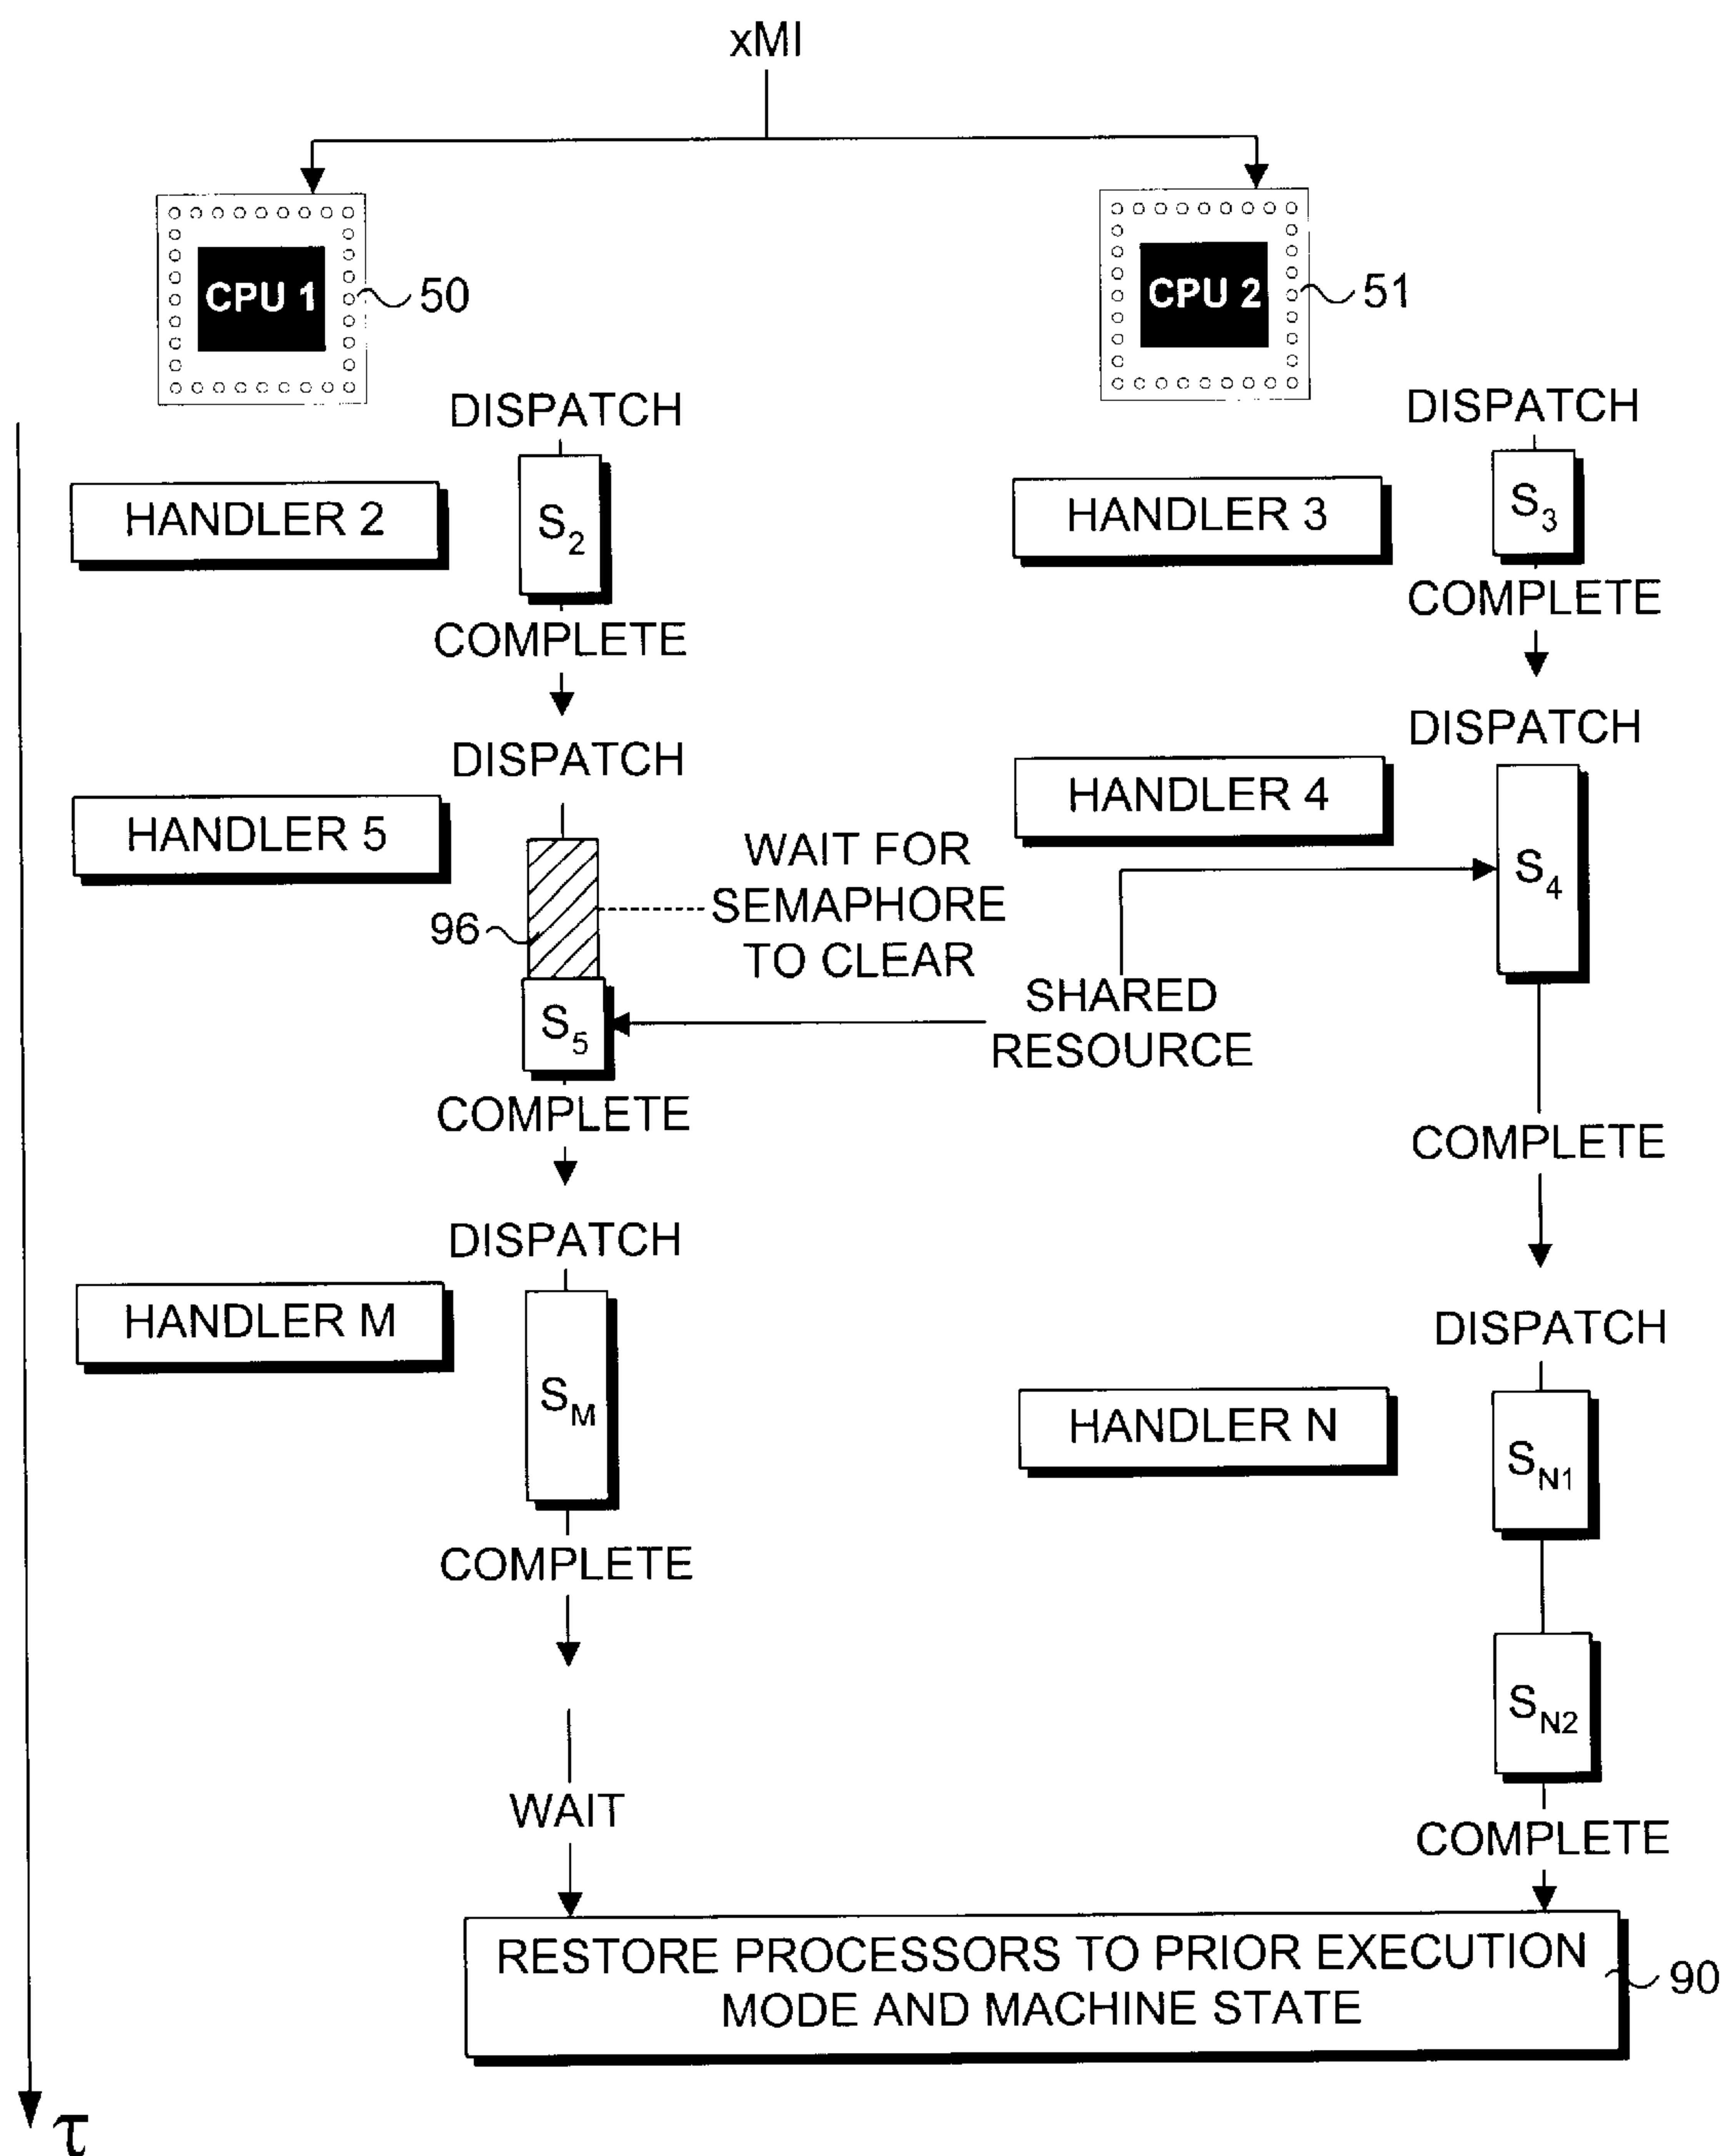 xMI
CPU 1
50
CPU 2
51
DISPATCH
DISPATCH
HANDLER 2
S2
HANDLER 3
S3
COMPLETE
COMPLETE
DISPATCH
DISPATCH
HANDLER 5
HANDLER 4
S4
WAIT FOR
SEMAPHORE
TO CLEAR
96
S5
SHARED
RESOURCE
COMPLETE
COMPLETE
DISPATCH
DISPATCH
HANDLER M
SM
HANDLER N
SN1
COMPLETE
SN2
WAIT
COMPLETE
RESTORE PROCESSORS TO PRIOR EXECUTION
MODE AND MACHINE STATE
90
τ